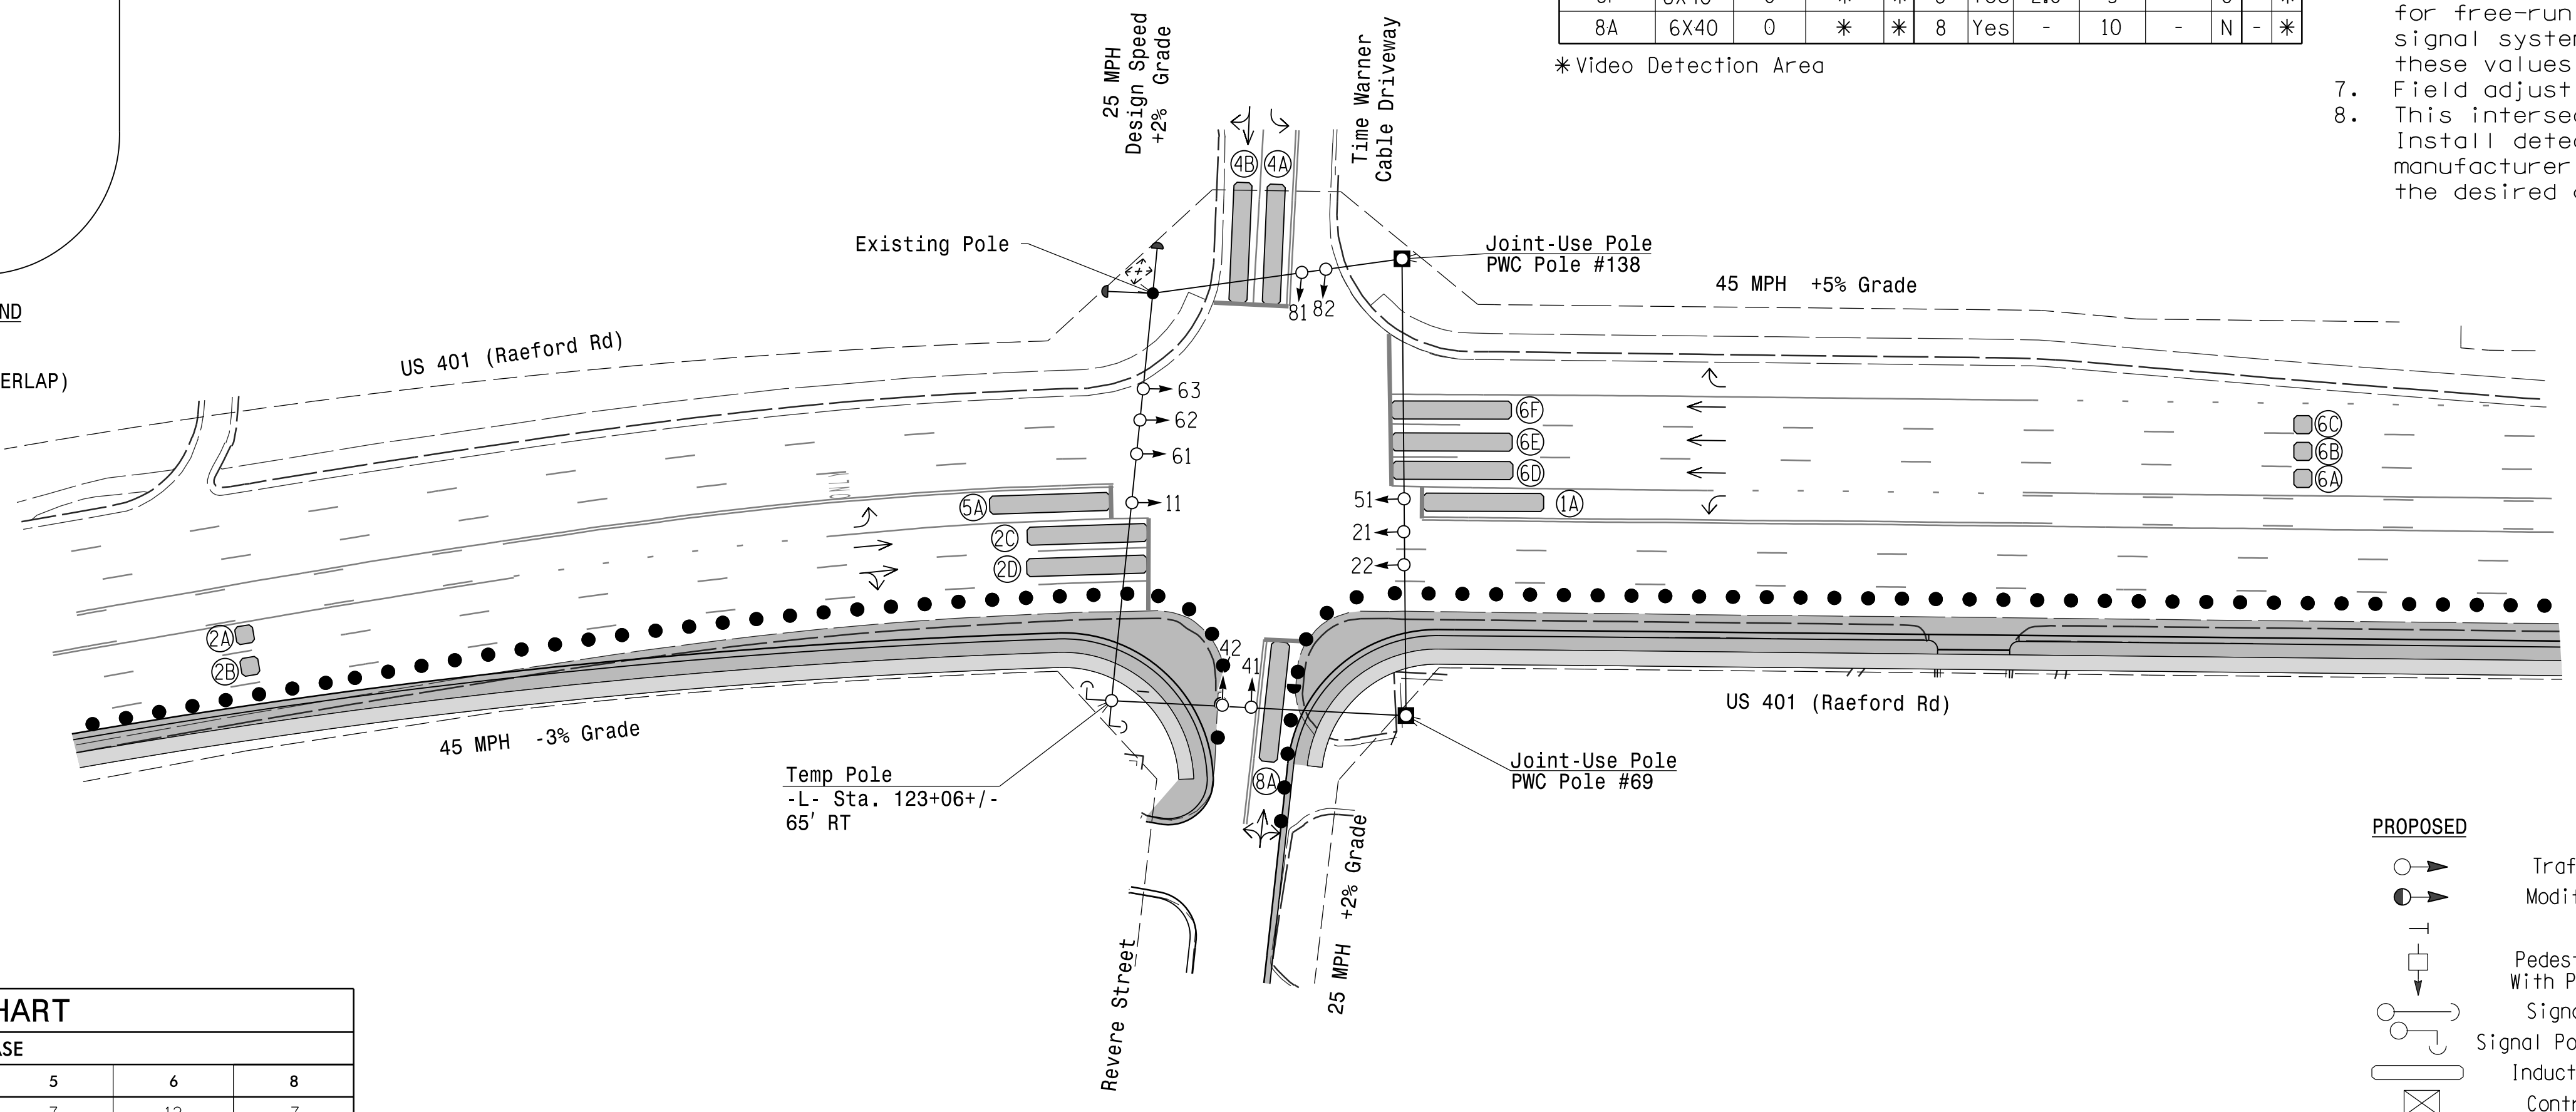 8A 6X40 0 * * 8 Yes - 10 - N - *
*Video Detection Area
for free-run
signal system
these values
7. Field adjust
8. This interse
Install dete
manufacturer
the desired
25 MPH
Design Speed
+2% Grade
Time Warner
Cable Driveway
4B 4A
Existing Pole
Joint-Use Pole
PWC Pole #138
81 82
45 MPH +5% Grade
ND
ERLAP)
US 401 (Raeford Rd)
63
62
61
11
6F
6E
6D
6C
6B
6A
5A
2C
2D
51
21
22
1A
2A
2B
42
41
8A
45 MPH -3% Grade
US 401 (Raeford Rd)
Temp Pole
-L- Sta. 123+06+/-
65' RT
Joint-Use Pole
PWC Pole #69
25 MPH +2% Grade
Revere Street
PROPOSED
Traf
Modi
Pedes
With P
Sign
Signal Po
Induct
Cont
HART
ASE
5 6 8
7 12 7